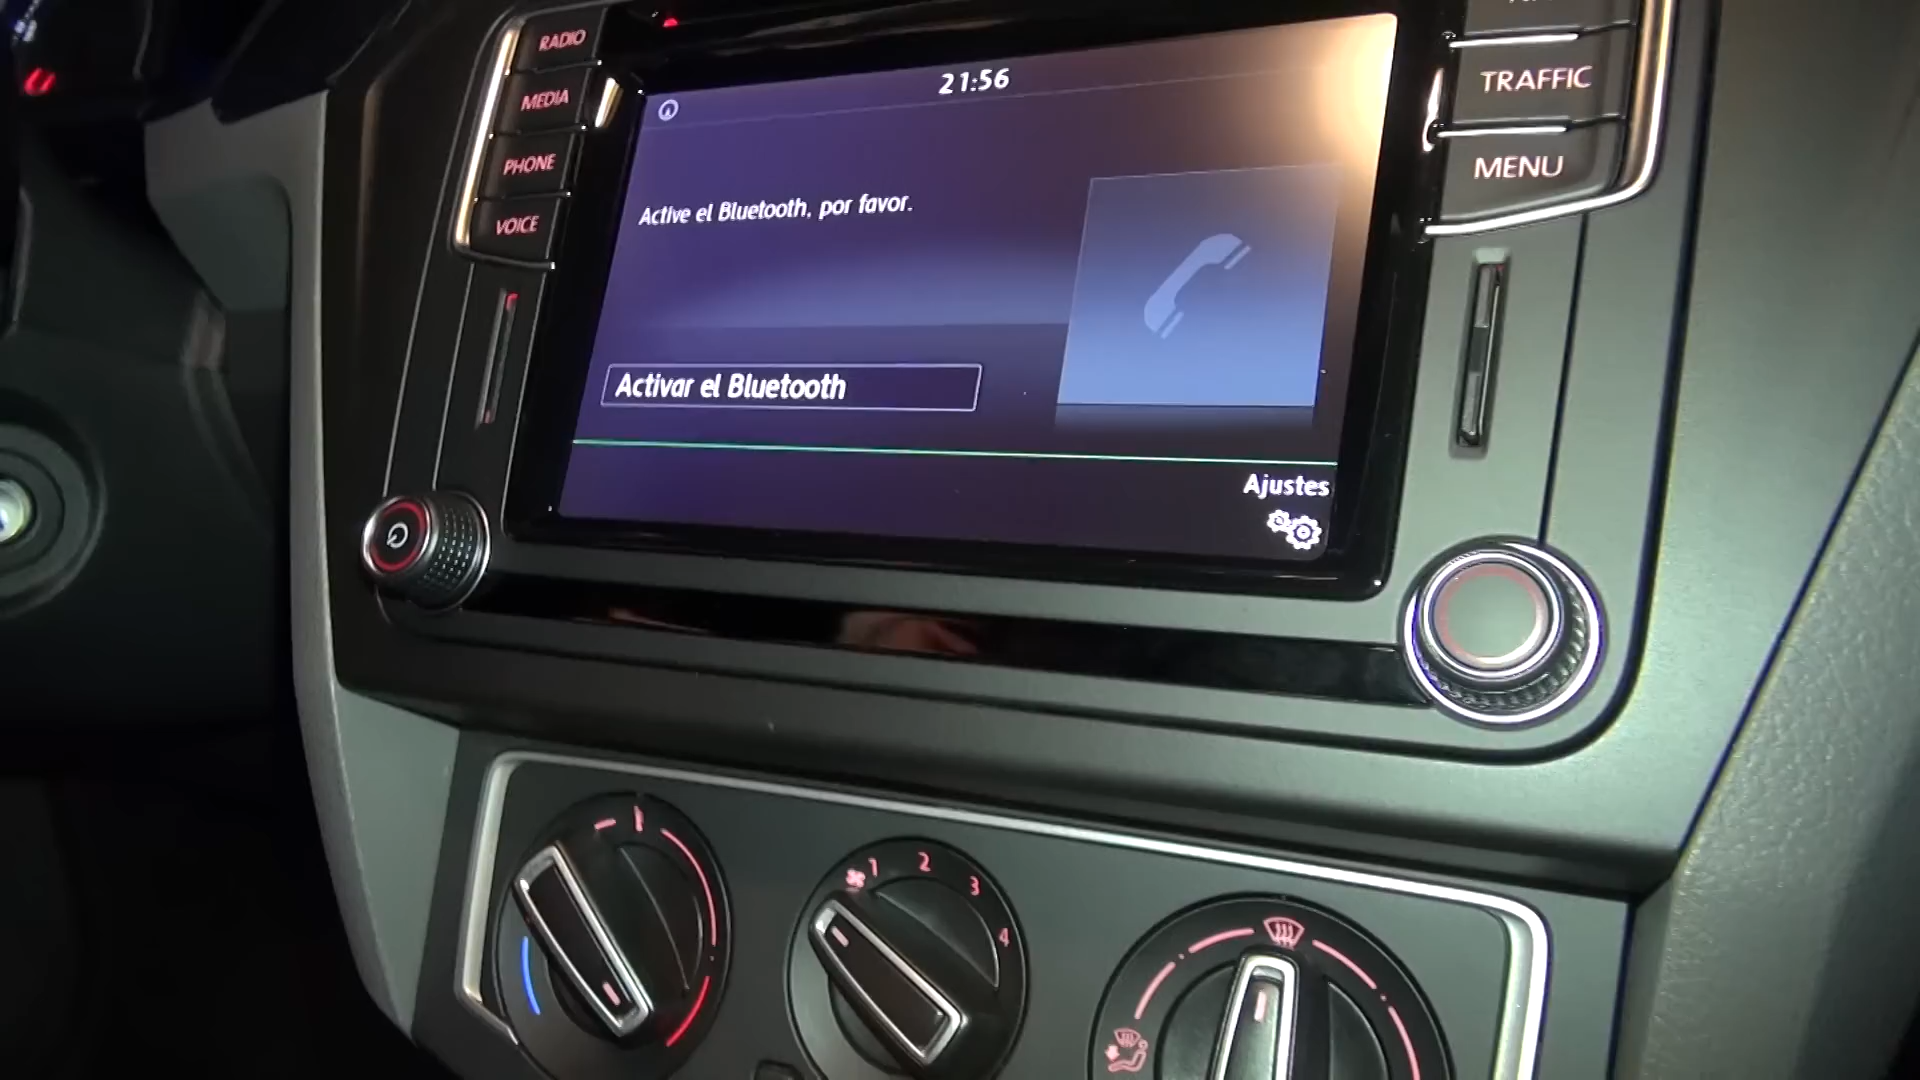 RADIO
MEDIA
PHONE
VOICE
21:56
Active el Bluetooth, por favor.
Activar el Bluetooth
Ajustes
TRAFFIC
MENU
1 2 3 4